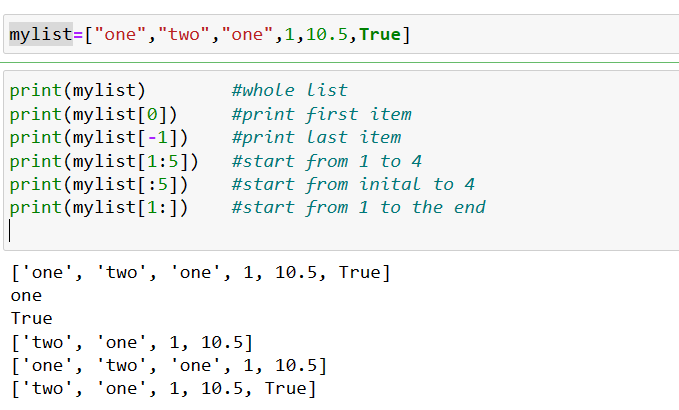 mylist=["one","two","one",1,10.5,True]
print(mylist)        #whole list
print(mylist[0])     #print first item
print(mylist[-1])    #print last item
print(mylist[1:5])   #start from 1 to 4
print(mylist[:5])    #start from inital to 4
print(mylist[1:])    #start from 1 to the end
['one', 'two', 'one', 1, 10.5, True]
one
True
['two', 'one', 1, 10.5]
['one', 'two', 'one', 1, 10.5]
['two', 'one', 1, 10.5, True]